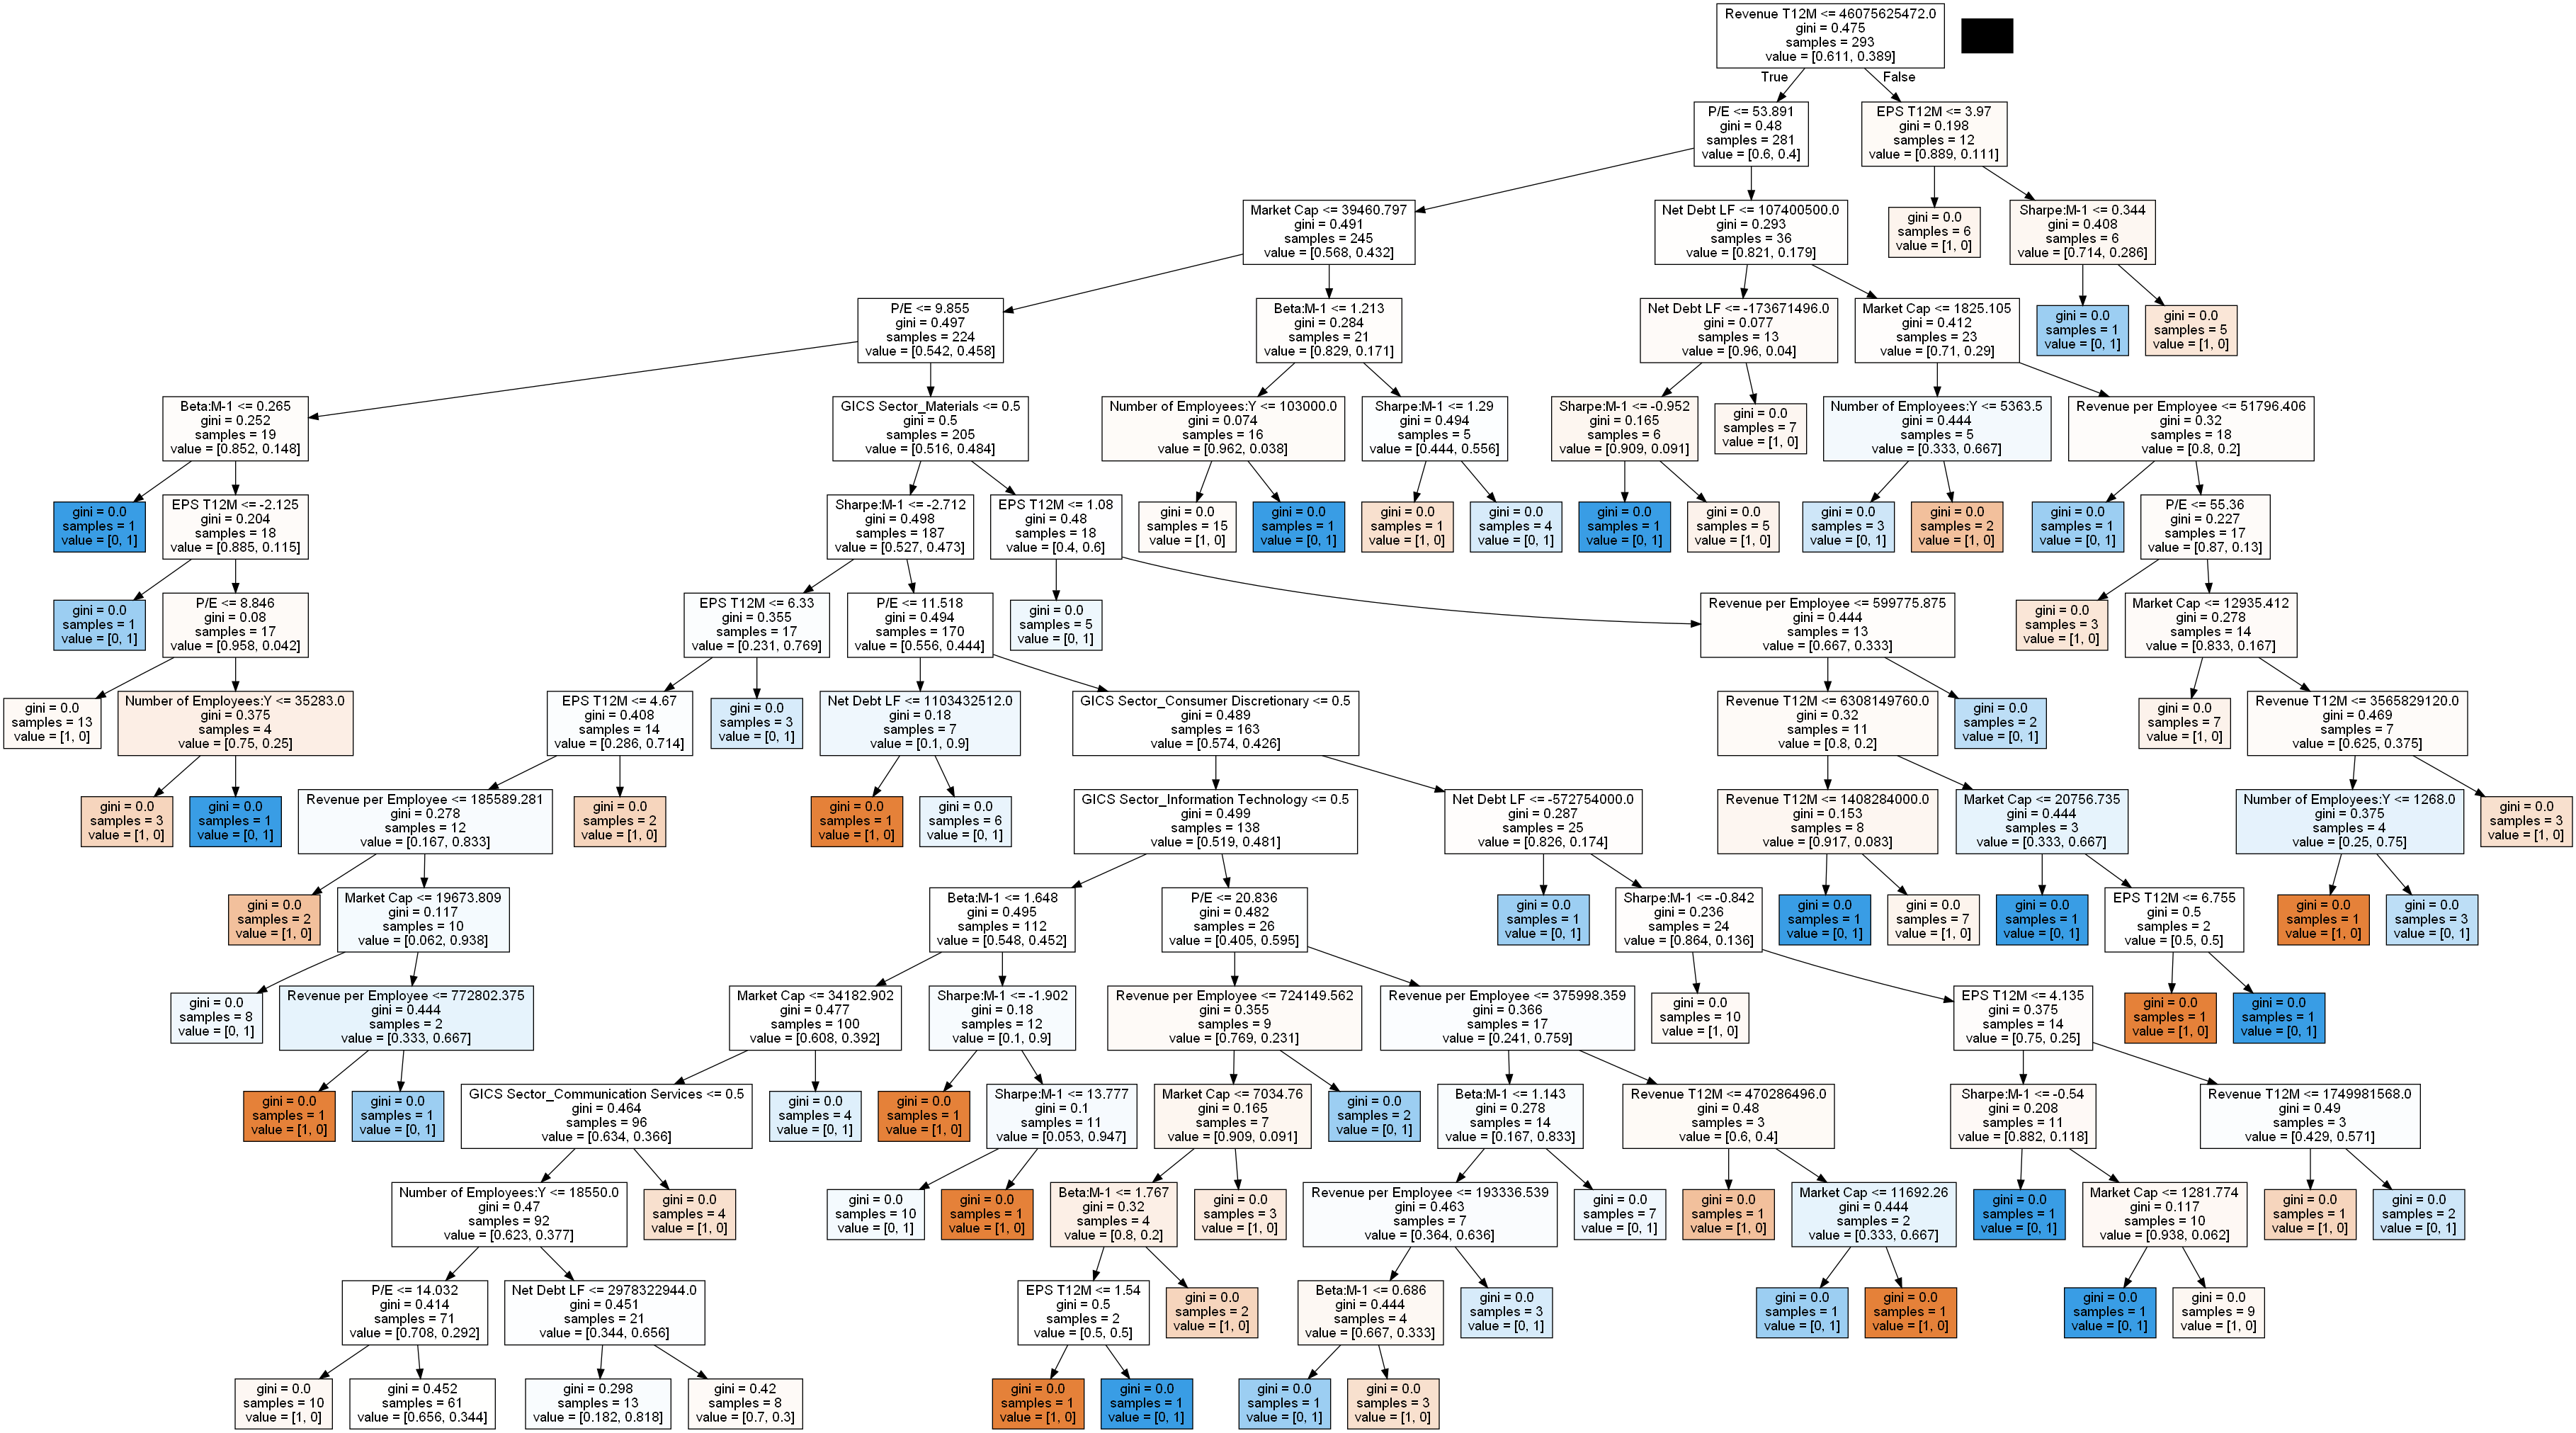 Revenue T12M <= 46075625472.0
gini = 0.475
samples = 293
value = [0.611, 0.389]
True
False
P/E <= 53.891
gini = 0.48
samples = 281
value = [0.6, 0.4]
EPS T12M <= 3.97
gini = 0.198
samples = 12
value = [0.889, 0.111]
Market Cap <= 39460.797
gini = 0.491
samples = 245
value = [0.568, 0.432]
Net Debt LF <= 107400500.0
gini = 0.293
samples = 36
value = [0.821, 0.179]
gini = 0.0
samples = 6
value = [1, 0]
Sharpe:M-1 <= 0.344
gini = 0.408
samples = 6
value = [0.714, 0.286]
P/E <= 9.855
gini = 0.497
samples = 224
value = [0.542, 0.458]
Beta:M-1 <= 1.213
gini = 0.284
samples = 21
value = [0.829, 0.171]
Net Debt LF <= -173671496.0
gini = 0.077
samples = 13
value = [0.96, 0.04]
Market Cap <= 1825.105
gini = 0.412
samples = 23
value = [0.71, 0.29]
gini = 0.0
samples = 1
value = [0, 1]
gini = 0.0
samples = 5
value = [1, 0]
Beta:M-1 <= 0.265
gini = 0.252
samples = 19
value = [0.852, 0.148]
GICS Sector_Materials <= 0.5
gini = 0.5
samples = 205
value = [0.516, 0.484]
Number of Employees:Y <= 103000.0
gini = 0.074
samples = 16
value = [0.962, 0.038]
Sharpe:M-1 <= 1.29
gini = 0.494
samples = 5
value = [0.444, 0.556]
Sharpe:M-1 <= -0.952
gini = 0.165
samples = 6
value = [0.909, 0.091]
gini = 0.0
samples = 7
value = [1, 0]
Number of Employees:Y <= 5363.5
gini = 0.444
samples = 5
value = [0.333, 0.667]
Revenue per Employee <= 51796.406
gini = 0.32
samples = 18
value = [0.8, 0.2]
gini = 0.0
samples = 1
value = [0, 1]
EPS T12M <= -2.125
gini = 0.204
samples = 18
value = [0.885, 0.115]
Sharpe:M-1 <= -2.712
gini = 0.498
samples = 187
value = [0.527, 0.473]
EPS T12M <= 1.08
gini = 0.48
samples = 18
value = [0.4, 0.6]
gini = 0.0
samples = 15
value = [1, 0]
gini = 0.0
samples = 1
value = [0, 1]
gini = 0.0
samples = 1
value = [1, 0]
gini = 0.0
samples = 4
value = [0, 1]
gini = 0.0
samples = 1
value = [0, 1]
gini = 0.0
samples = 5
value = [1, 0]
gini = 0.0
samples = 3
value = [0, 1]
gini = 0.0
samples = 2
value = [1, 0]
gini = 0.0
samples = 1
value = [0, 1]
P/E <= 55.36
gini = 0.227
samples = 17
value = [0.87, 0.13]
gini = 0.0
samples = 1
value = [0, 1]
P/E <= 8.846
gini = 0.08
samples = 17
value = [0.958, 0.042]
EPS T12M <= 6.33
gini = 0.355
samples = 17
value = [0.231, 0.769]
P/E <= 11.518
gini = 0.494
samples = 170
value = [0.556, 0.444]
gini = 0.0
samples = 5
value = [0, 1]
Revenue per Employee <= 599775.875
gini = 0.444
samples = 13
value = [0.667, 0.333]
gini = 0.0
samples = 3
value = [1, 0]
Market Cap <= 12935.412
gini = 0.278
samples = 14
value = [0.833, 0.167]
gini = 0.0
samples = 13
value = [1, 0]
Number of Employees:Y <= 35283.0
gini = 0.375
samples = 4
value = [0.75, 0.25]
EPS T12M <= 4.67
gini = 0.408
samples = 14
value = [0.286, 0.714]
gini = 0.0
samples = 3
value = [0, 1]
Net Debt LF <= 1103432512.0
gini = 0.18
samples = 7
value = [0.1, 0.9]
GICS Sector_Consumer Discretionary <= 0.5
gini = 0.489
samples = 163
value = [0.574, 0.426]
Revenue T12M <= 6308149760.0
gini = 0.32
samples = 11
value = [0.8, 0.2]
gini = 0.0
samples = 2
value = [0, 1]
gini = 0.0
samples = 7
value = [1, 0]
Revenue T12M <= 3565829120.0
gini = 0.469
samples = 7
value = [0.625, 0.375]
gini = 0.0
samples = 3
value = [1, 0]
gini = 0.0
samples = 1
value = [0, 1]
Revenue per Employee <= 185589.281
gini = 0.278
samples = 12
value = [0.167, 0.833]
gini = 0.0
samples = 2
value = [1, 0]
gini = 0.0
samples = 1
value = [1, 0]
gini = 0.0
samples = 6
value = [0, 1]
GICS Sector_Information Technology <= 0.5
gini = 0.499
samples = 138
value = [0.519, 0.481]
Net Debt LF <= -572754000.0
gini = 0.287
samples = 25
value = [0.826, 0.174]
Revenue T12M <= 1408284000.0
gini = 0.153
samples = 8
value = [0.917, 0.083]
Market Cap <= 20756.735
gini = 0.444
samples = 3
value = [0.333, 0.667]
Number of Employees:Y <= 1268.0
gini = 0.375
samples = 4
value = [0.25, 0.75]
gini = 0.0
samples = 3
value = [1, 0]
gini = 0.0
samples = 2
value = [1, 0]
Market Cap <= 19673.809
gini = 0.117
samples = 10
value = [0.062, 0.938]
Beta:M-1 <= 1.648
gini = 0.495
samples = 112
value = [0.548, 0.452]
P/E <= 20.836
gini = 0.482
samples = 26
value = [0.405, 0.595]
gini = 0.0
samples = 1
value = [0, 1]
Sharpe:M-1 <= -0.842
gini = 0.236
samples = 24
value = [0.864, 0.136]
gini = 0.0
samples = 1
value = [0, 1]
gini = 0.0
samples = 7
value = [1, 0]
gini = 0.0
samples = 1
value = [0, 1]
EPS T12M <= 6.755
gini = 0.5
samples = 2
value = [0.5, 0.5]
gini = 0.0
samples = 1
value = [1, 0]
gini = 0.0
samples = 3
value = [0, 1]
gini = 0.0
samples = 8
value = [0, 1]
Revenue per Employee <= 772802.375
gini = 0.444
samples = 2
value = [0.333, 0.667]
Market Cap <= 34182.902
gini = 0.477
samples = 100
value = [0.608, 0.392]
Sharpe:M-1 <= -1.902
gini = 0.18
samples = 12
value = [0.1, 0.9]
Revenue per Employee <= 724149.562
gini = 0.355
samples = 9
value = [0.769, 0.231]
Revenue per Employee <= 375998.359
gini = 0.366
samples = 17
value = [0.241, 0.759]
gini = 0.0
samples = 10
value = [1, 0]
EPS T12M <= 4.135
gini = 0.375
samples = 14
value = [0.75, 0.25]
gini = 0.0
samples = 1
value = [1, 0]
gini = 0.0
samples = 1
value = [0, 1]
gini = 0.0
samples = 1
value = [1, 0]
gini = 0.0
samples = 1
value = [0, 1]
GICS Sector_Communication Services <= 0.5
gini = 0.464
samples = 96
value = [0.634, 0.366]
gini = 0.0
samples = 4
value = [0, 1]
gini = 0.0
samples = 1
value = [1, 0]
Sharpe:M-1 <= 13.777
gini = 0.1
samples = 11
value = [0.053, 0.947]
Market Cap <= 7034.76
gini = 0.165
samples = 7
value = [0.909, 0.091]
gini = 0.0
samples = 2
value = [0, 1]
Beta:M-1 <= 1.143
gini = 0.278
samples = 14
value = [0.167, 0.833]
Revenue T12M <= 470286496.0
gini = 0.48
samples = 3
value = [0.6, 0.4]
Sharpe:M-1 <= -0.54
gini = 0.208
samples = 11
value = [0.882, 0.118]
Revenue T12M <= 1749981568.0
gini = 0.49
samples = 3
value = [0.429, 0.571]
Number of Employees:Y <= 18550.0
gini = 0.47
samples = 92
value = [0.623, 0.377]
gini = 0.0
samples = 4
value = [1, 0]
gini = 0.0
samples = 10
value = [0, 1]
gini = 0.0
samples = 1
value = [1, 0]
Beta:M-1 <= 1.767
gini = 0.32
samples = 4
value = [0.8, 0.2]
gini = 0.0
samples = 3
value = [1, 0]
Revenue per Employee <= 193336.539
gini = 0.463
samples = 7
value = [0.364, 0.636]
gini = 0.0
samples = 7
value = [0, 1]
gini = 0.0
samples = 1
value = [1, 0]
Market Cap <= 11692.26
gini = 0.444
samples = 2
value = [0.333, 0.667]
gini = 0.0
samples = 1
value = [0, 1]
Market Cap <= 1281.774
gini = 0.117
samples = 10
value = [0.938, 0.062]
gini = 0.0
samples = 1
value = [1, 0]
gini = 0.0
samples = 2
value = [0, 1]
P/E <= 14.032
gini = 0.414
samples = 71
value = [0.708, 0.292]
Net Debt LF <= 2978322944.0
gini = 0.451
samples = 21
value = [0.344, 0.656]
EPS T12M <= 1.54
gini = 0.5
samples = 2
value = [0.5, 0.5]
gini = 0.0
samples = 2
value = [1, 0]
Beta:M-1 <= 0.686
gini = 0.444
samples = 4
value = [0.667, 0.333]
gini = 0.0
samples = 3
value = [0, 1]
gini = 0.0
samples = 1
value = [0, 1]
gini = 0.0
samples = 1
value = [1, 0]
gini = 0.0
samples = 1
value = [0, 1]
gini = 0.0
samples = 9
value = [1, 0]
gini = 0.0
samples = 10
value = [1, 0]
gini = 0.452
samples = 61
value = [0.656, 0.344]
gini = 0.298
samples = 13
value = [0.182, 0.818]
gini = 0.42
samples = 8
value = [0.7, 0.3]
gini = 0.0
samples = 1
value = [1, 0]
gini = 0.0
samples = 1
value = [0, 1]
gini = 0.0
samples = 1
value = [0, 1]
gini = 0.0
samples = 3
value = [1, 0]